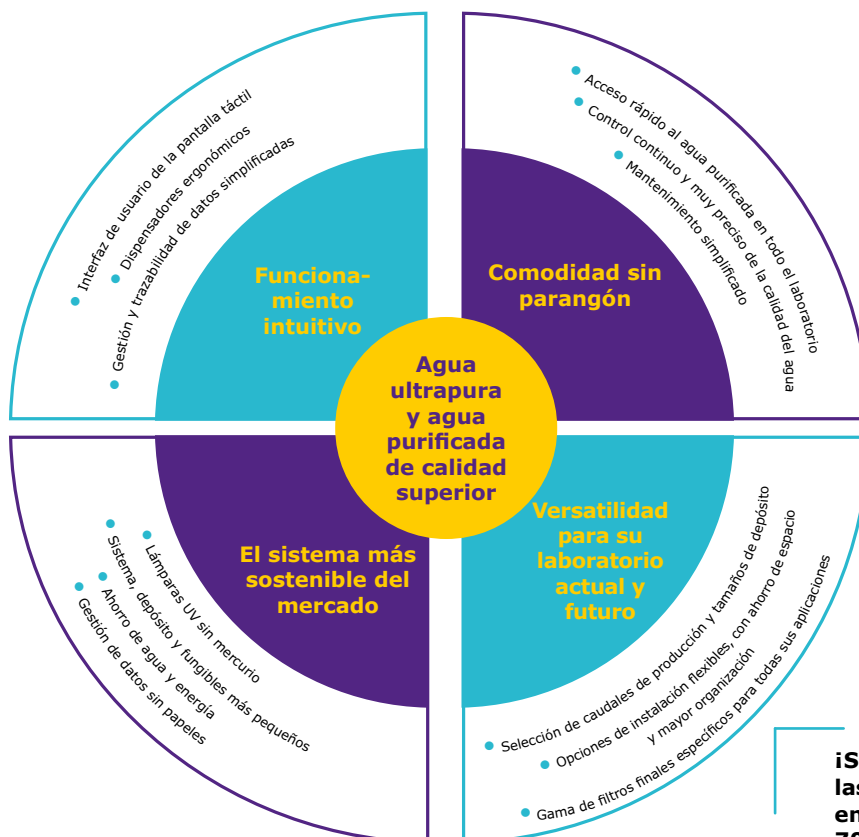 Interfaz de usuario de la pantalla táctil
Dispensadores ergonómicos
Gestión y trazabilidad de datos simplificadas
Funciona-
miento
intuitivo
Acceso rápido al agua purificada en todo el laboratorio
Control continuo y muy preciso de la calidad del agua
Mantenimiento simplificado
Comodidad sin
parangón
Agua
ultrapura
y agua
purificada
de calidad
superior
El sistema más
sostenible del
mercado
Lámparas UV sin mercurio
Sistema, depósito y fungibles más pequeños
Ahorro de agua y energía
Gestión de datos sin papeles
Versatilidad
para su
laboratorio
actual y
futuro
Selección de caudales de producción y tamaños de depósito
Opciones de instalación flexibles, con ahorro de espacio
y mayor organización
Gama de filtros finales específicos para todas sus aplicaciones
las
en